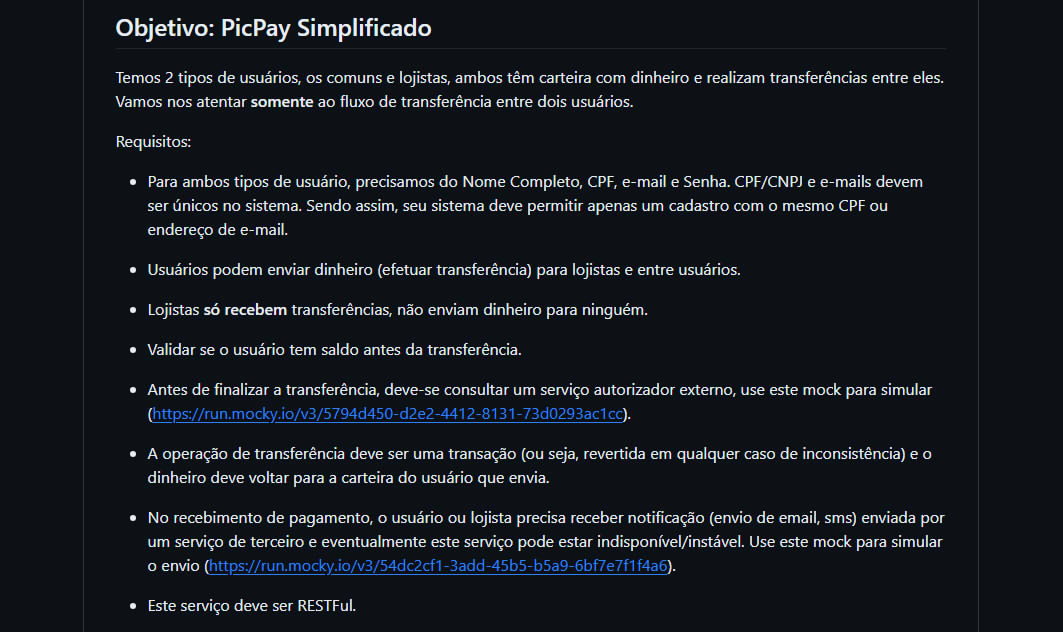 Objetivo: PicPay Simplificado
Temos 2 tipos de usuários, os comuns e lojistas, ambos têm carteira com dinheiro e realizam transferências entre eles.
Vamos nos atentar somente ao fluxo de transferência entre dois usuários.
Requisitos:
• Para ambos tipos de usuário, precisamos do Nome Completo, CPF, e-mail e Senha. CPF/CNPJ e e-mails devem
ser únicos no sistema. Sendo assim, seu sistema deve permitir apenas um cadastro com o mesmo CPF ou
endereço de e-mail.
• Usuários podem enviar dinheiro (efetuar transferência) para lojistas e entre usuários.
• Lojistas só recebem transferências, não enviam dinheiro para ninguém.
• Validar se o usuário tem saldo antes da transferência.
• Antes de finalizar a transferência, deve-se consultar um serviço autorizador externo, use este mock para simular
(https://run.mocky.io/v3/5794d450-d2e2-4412-8131-73d0293ac1cc).
• A operação de transferência deve ser uma transação (ou seja, revertida em qualquer caso de inconsistência) e o
dinheiro deve voltar para a carteira do usuário que envia.
• No recebimento de pagamento, o usuário ou lojista precisa receber notificação (envio de email, sms) enviada por
um serviço de terceiro e eventualmente este serviço pode estar indisponível/instável. Use este mock para simular
o envio (https://run.mocky.io/v3/54dc2cf1-3add-45b5-b5a9-6bf7e7f1f4a6).
• Este serviço deve ser RESTFul.